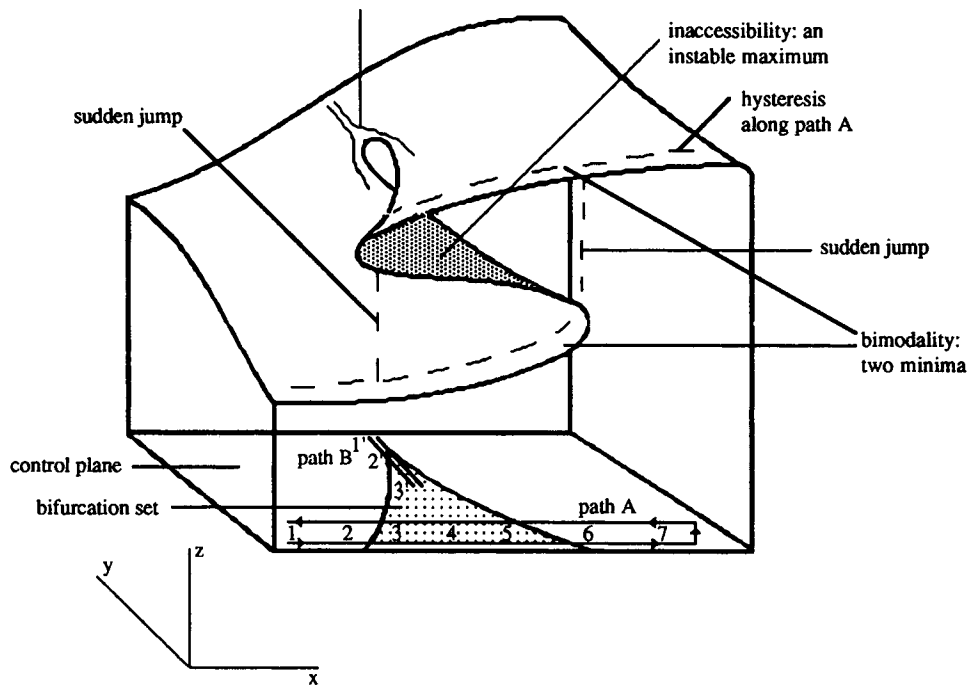 inaccessibility: an
instable maximum
hysteresis
along path A
sudden jump
sudden jump
bimodality:
two minima
control plane
path B
1'
2'
3'
bifurcation set
path A
1 2 3 4 5 6 7
z
y
x